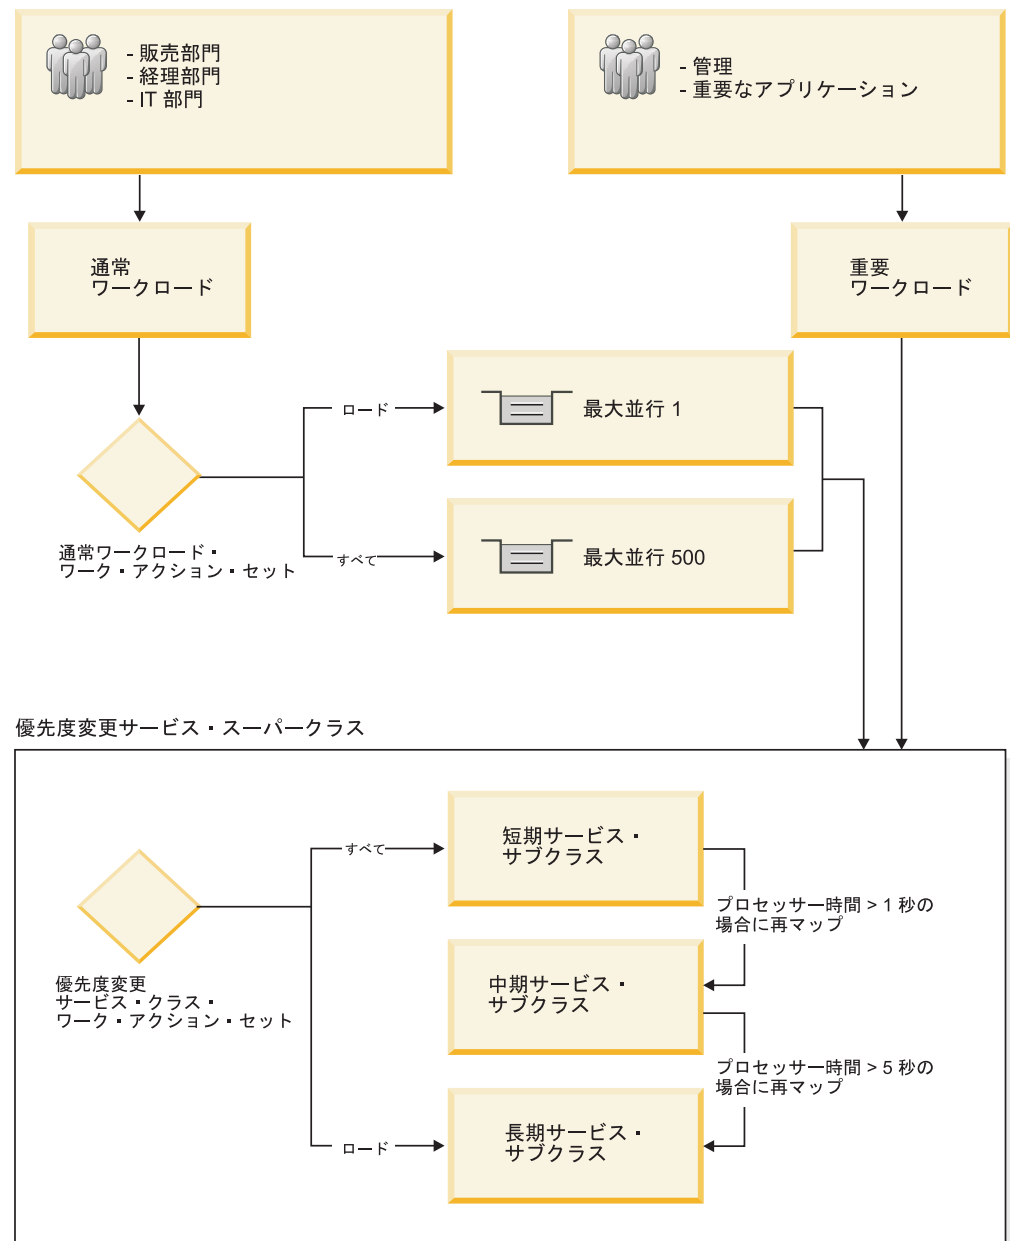 - 販売部門
- 経理部門
- IT 部門
- 管理
- 重要なアプリケーション
通常
ワークロード
重要
ワークロード
ロード
最大並行 1
すべて
最大並行 500
通常ワークロード・
ワーク・アクション・セット
優先度変更サービス・スーパークラス
すべて
短期サービス・
サブクラス
プロセッサー時間 > 1 秒の
場合に再マップ
優先度変更
サービス・クラス・
ワーク・アクション・セット
中期サービス・
サブクラス
プロセッサー時間 > 5 秒の
場合に再マップ
ロード
長期サービス・
サブクラス